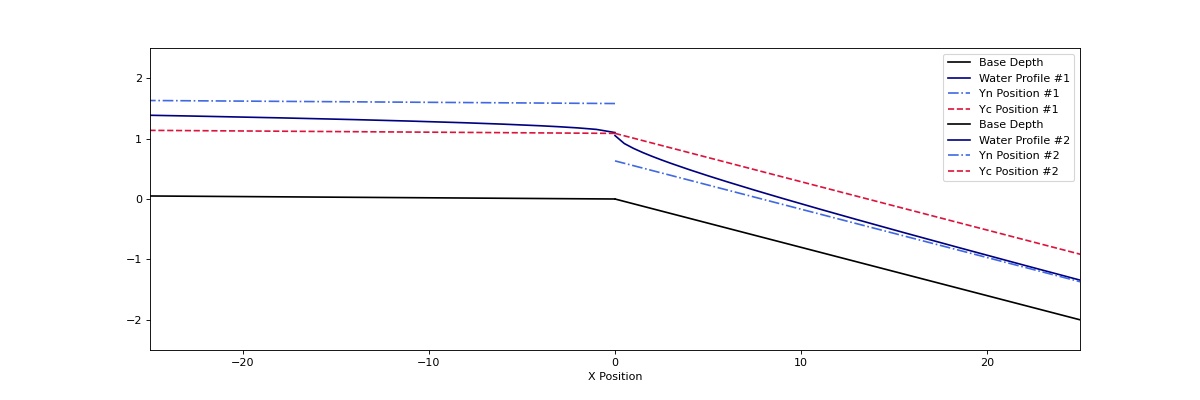 2
1
0
−1
−2
−20
−10
0
10
20
X Position
Base Depth
Water Profile #1
Yn Position #1
Yc Position #1
Base Depth
Water Profile #2
Yn Position #2
Yc Position #2